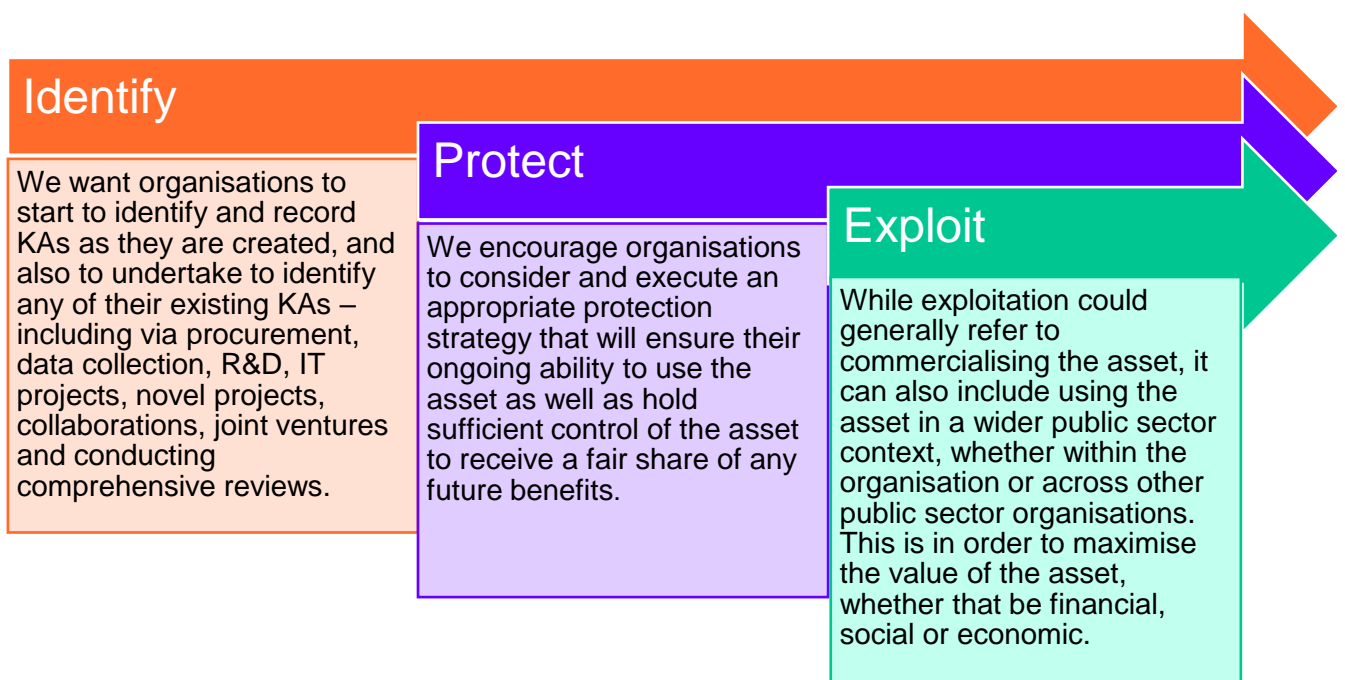 Identify
We want organisations to
start to identify and record
KAs as they are created, and
also to undertake to identify
any of their existing KAs –
including via procurement,
data collection, R&D, IT
projects, novel projects,
collaborations, joint ventures
and conducting
comprehensive reviews.
Protect
We encourage organisations
to consider and execute an
appropriate protection
strategy that will ensure their
ongoing ability to use the
asset as well as hold
sufficient control of the asset
to receive a fair share of any
future benefits.
Exploit
While exploitation could
generally refer to
commercialising the asset, it
can also include using the
asset in a wider public sector
context, whether within the
organisation or across other
public sector organisations.
This is in order to maximise
the value of the asset,
whether that be financial,
social or economic.